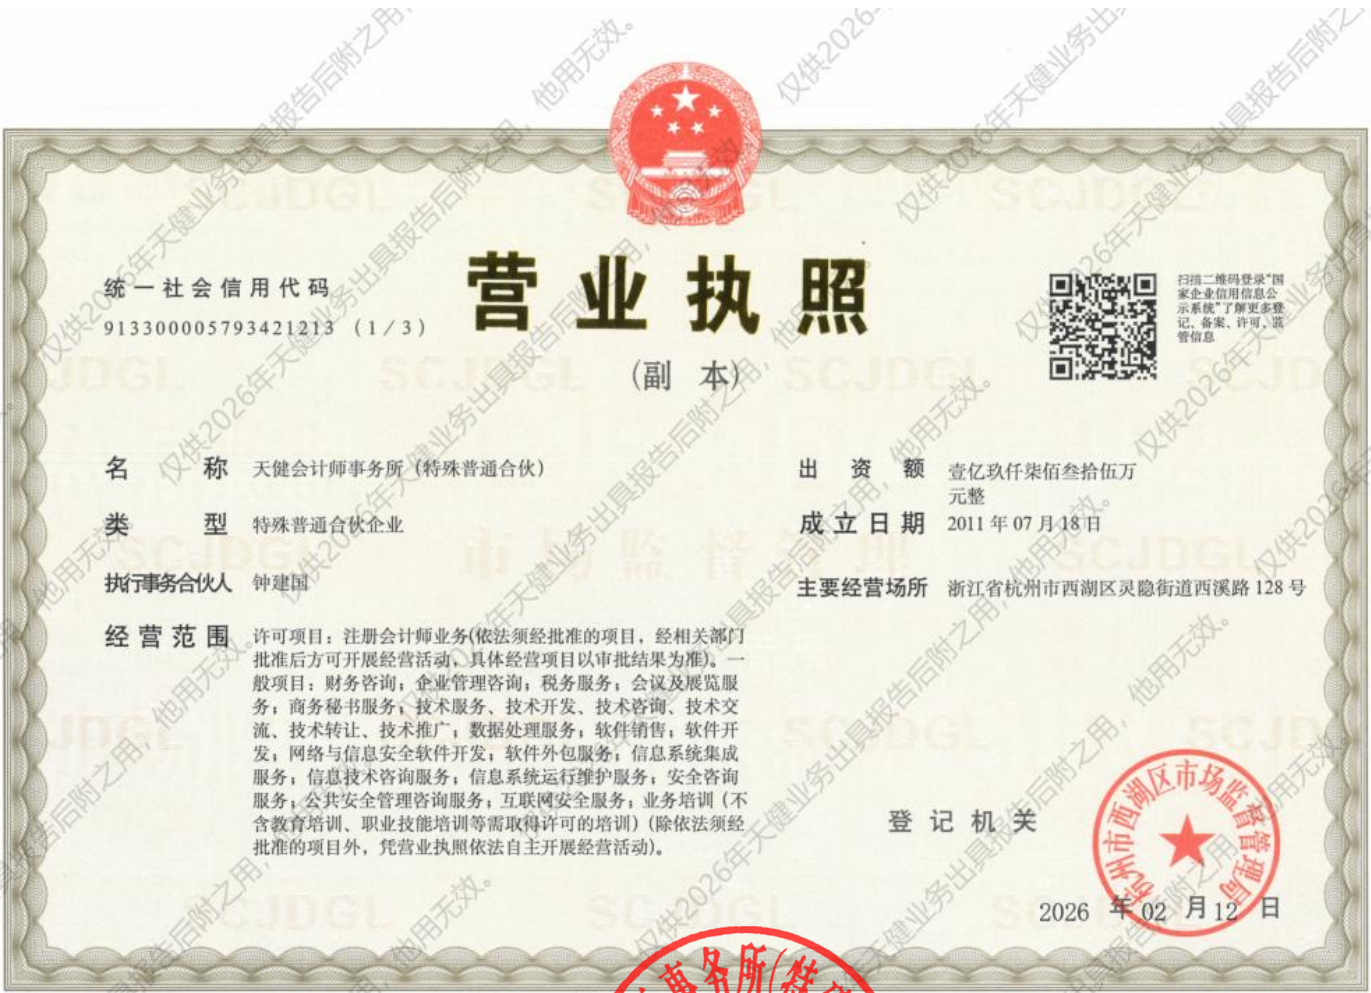 营业执照
(副 本)
统一社会信用代码
913300005793421213 (1/3)
扫描二维码登录“国
家企业信用信息公
示系统”了解更多登
记、备案、许可、监
管信息
名 称 天健会计师事务所（特殊普通合伙）
类 型 特殊普通合伙企业
执行事务合伙人 钟建国
经营范围 许可项目：注册会计师业务(依法须经批准的项目，经相关部门
批准后方可开展经营活动，具体经营项目以审批结果为准)。一
般项目：财务咨询；企业管理咨询；税务服务；会议及展览服
务；商务秘书服务；技术服务、技术开发、技术咨询、技术交
流、技术转让、技术推广；数据处理服务；软件销售；软件开
发；网络与信息安全软件开发；软件外包服务；信息系统集成
服务；信息技术咨询服务；信息系统运行维护服务；安全咨询
服务；公共安全管理咨询服务；互联网安全服务；业务培训（不
含教育培训、职业技能培训等需取得许可的培训）(除依法须经
批准的项目外，凭营业执照依法自主开展经营活动)。
出 资 额 壹亿玖仟柒佰叁拾伍万
元整
成立日期 2011 年 07 月 18 日
主要经营场所 浙江省杭州市西湖区灵隐街道西溪路 128 号
登记机关
杭州市西湖区市场监督管理局
2026 年 02 月 12 日
事务所(特
仅供2026年天健业务出具报告后附之用，他用无效。
SCJDGL
市场监督管理